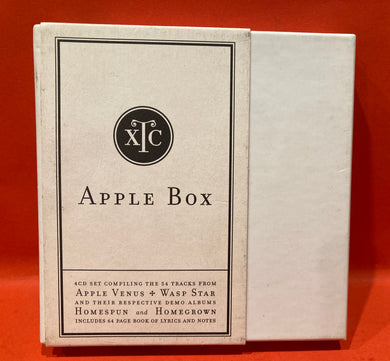 XTC
APPLE BOX
4CD SET COMPILING THE 54 TRACKS FROM
APPLE VENUS + WASP STAR
AND THEIR RESPECTIVE DEMO ALBUMS
HOMESPUN and HOMEGROWN
INCLUDES 64 PAGE BOOK OF LYRICS AND NOTES